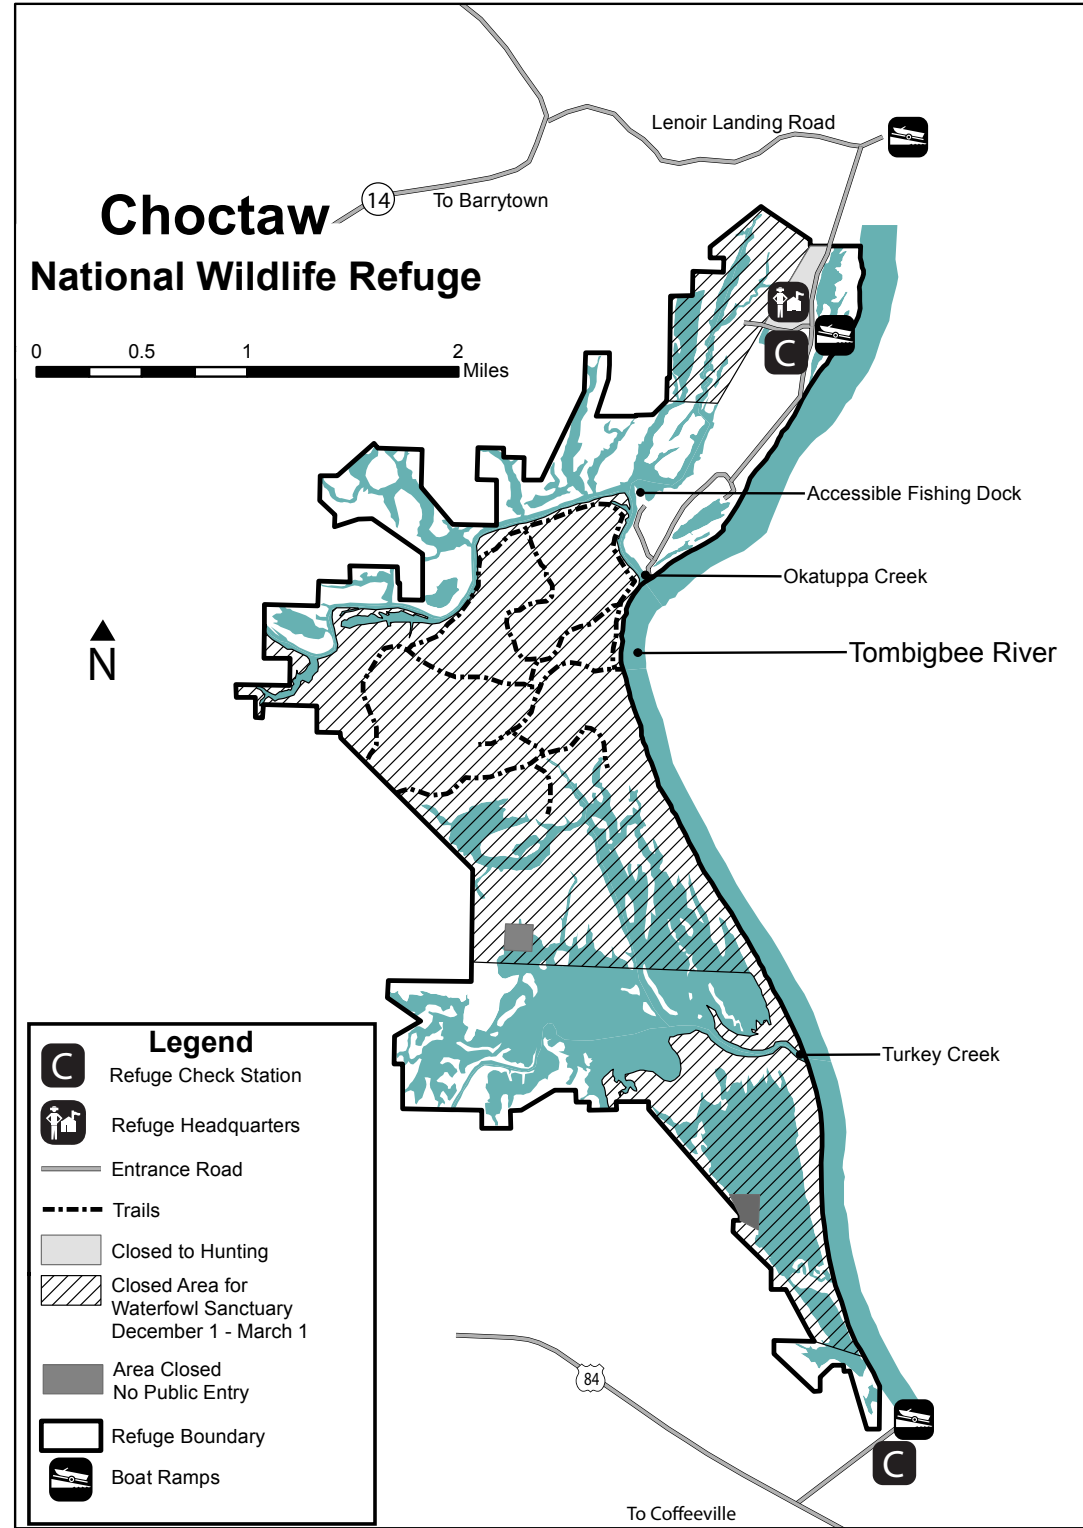 Lenoir Landing Road
14
To Barrytown
Choctaw
National Wildlife Refuge
0 0.5 1 2
Miles
C
Accessible Fishing Dock
Okatuppa Creek
N
Tombigbee River
Turkey Creek
Legend
C Refuge Check Station
Refuge Headquarters
Entrance Road
Trails
Closed to Hunting
Closed Area for
Waterfowl Sanctuary
December 1 - March 1
Area Closed
No Public Entry
Refuge Boundary
Boat Ramps
84
C
To Coffeeville